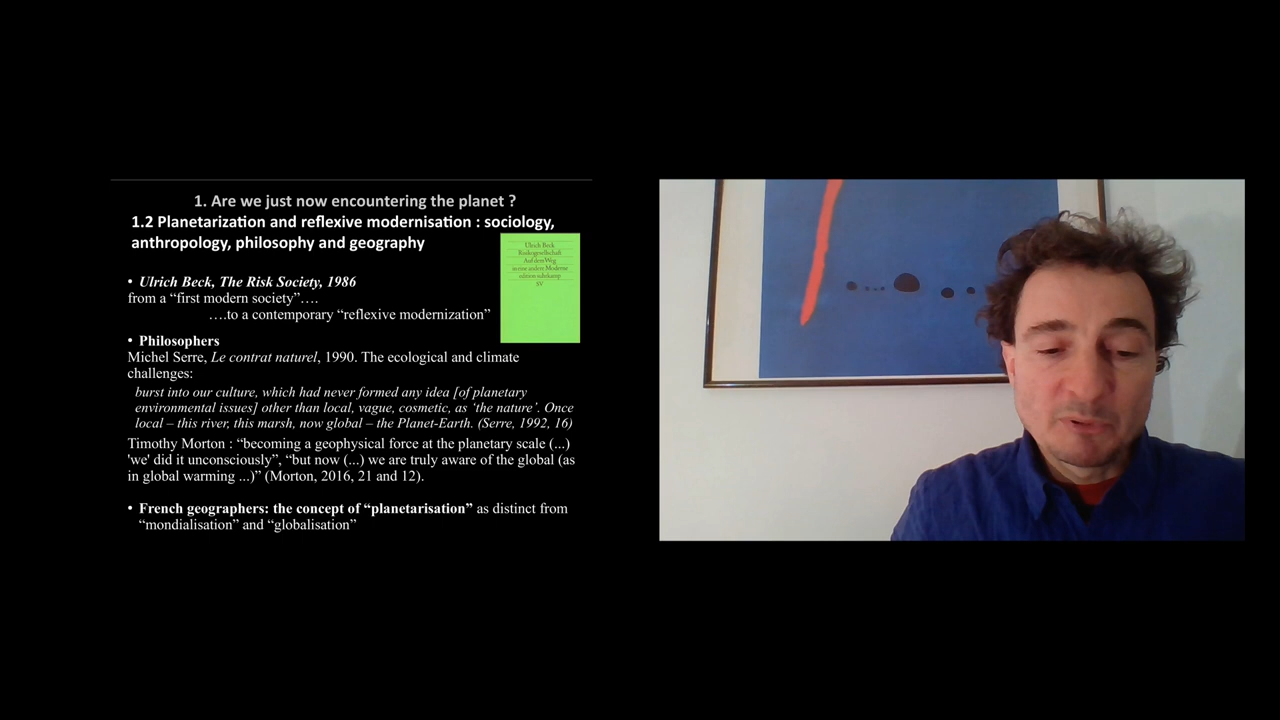 1. Are we just now encountering the planet ?
1.2 Planetarization and reflexive modernisation : sociology,
anthropology, philosophy and geography
Ulrich Beck
Risikogesellschaft
Auf dem Weg
in eine andere Moderne
edition suhrkamp
SV
• Ulrich Beck, The Risk Society, 1986
from a “first modern society”….
….to a contemporary “reflexive modernization”
• Philosophers
Michel Serre, Le contrat naturel, 1990. The ecological and climate
challenges:
burst into our culture, which had never formed any idea [of planetary
environmental issues] other than local, vague, cosmetic, as ‘the nature’. Once
local – this river, this marsh, now global – the Planet-Earth. (Serre, 1992, 16)
Timothy Morton : “becoming a geophysical force at the planetary scale (...)
'we' did it unconsciously”, “but now (...) we are truly aware of the global (as
in global warming ...)” (Morton, 2016, 21 and 12).
• French geographers: the concept of “planetarisation” as distinct from
“mondialisation” and “globalisation”